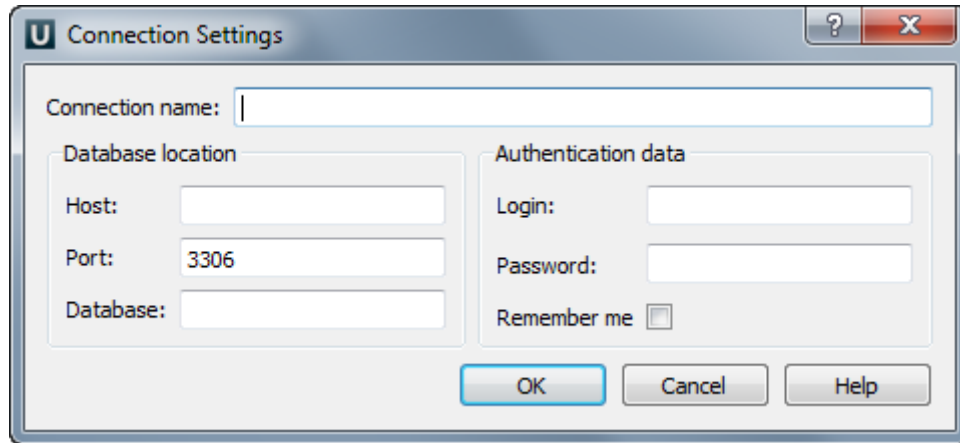 U Connection Settings ? X
Connection name:
Database location
Host:
Port: 3306
Database:
Authentication data
Login:
Password:
Remember me
OK Cancel Help